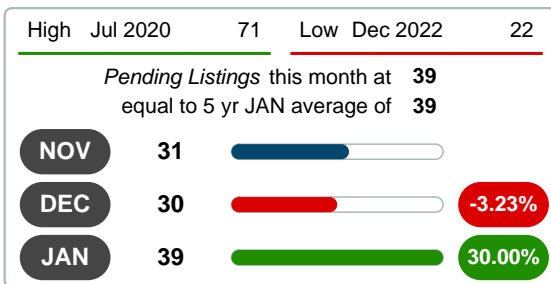 High Jul 2020 71 Low Dec 2022 22
Pending Listings this month at 39
equal to 5 yr JAN average of 39
NOV 31
DEC 30 -3.23%
JAN 39 30.00%